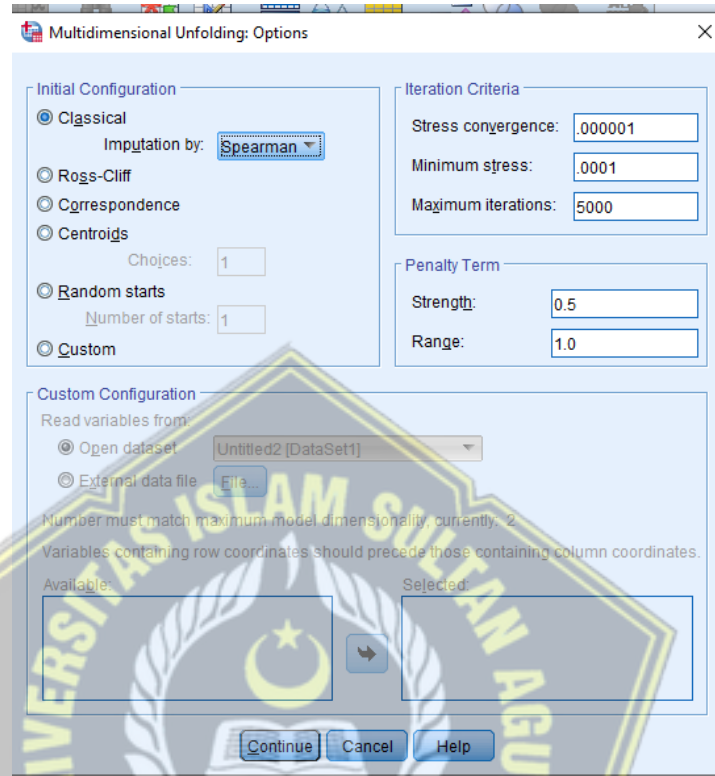 Multidimensional Unfolding: Options
Initial Configuration
Classical
Imputation by: Spearman
Ross-Cliff
Correspondence
Centroids
Choices: 1
Random starts
Number of starts: 1
Custom
Iteration Criteria
Stress convergence: .000001
Minimum stress: .0001
Maximum iterations: 5000
Penalty Term
Strength: 0.5
Range: 1.0
Custom Configuration
Read variables from:
Open dataset Untitled2 [DataSet1]
External data file File...
Number must match maximum model dimensionality, currently: 2
Variables containing row coordinates should precede those containing column coordinates.
Available: Selected:
Continue Cancel Help
ISLAM SULTAN AGU